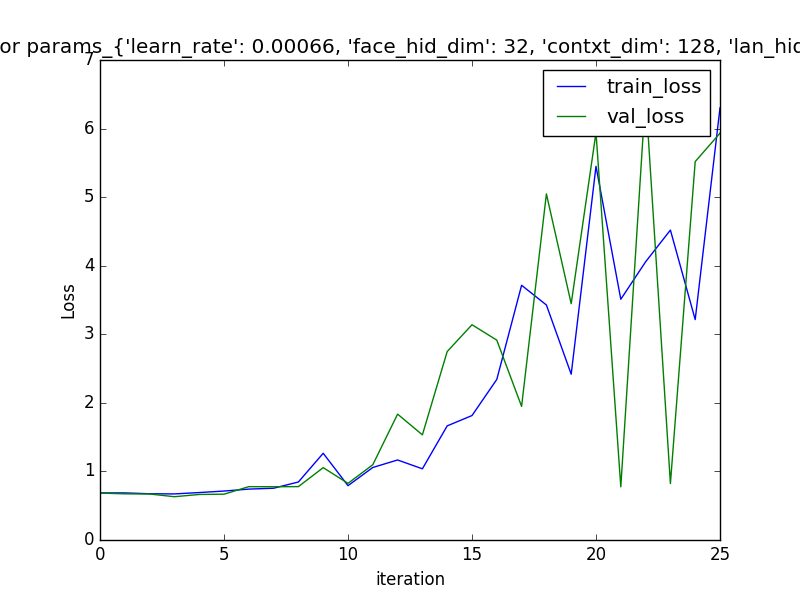 or params_{'learn_rate': 0.00066, 'face_hid_dim': 32, 'contxt_dim': 128, 'lan_hid
7
6
5
4
3
2
1
0
Loss
train_loss
val_loss
0 5 10 15 20 25
iteration